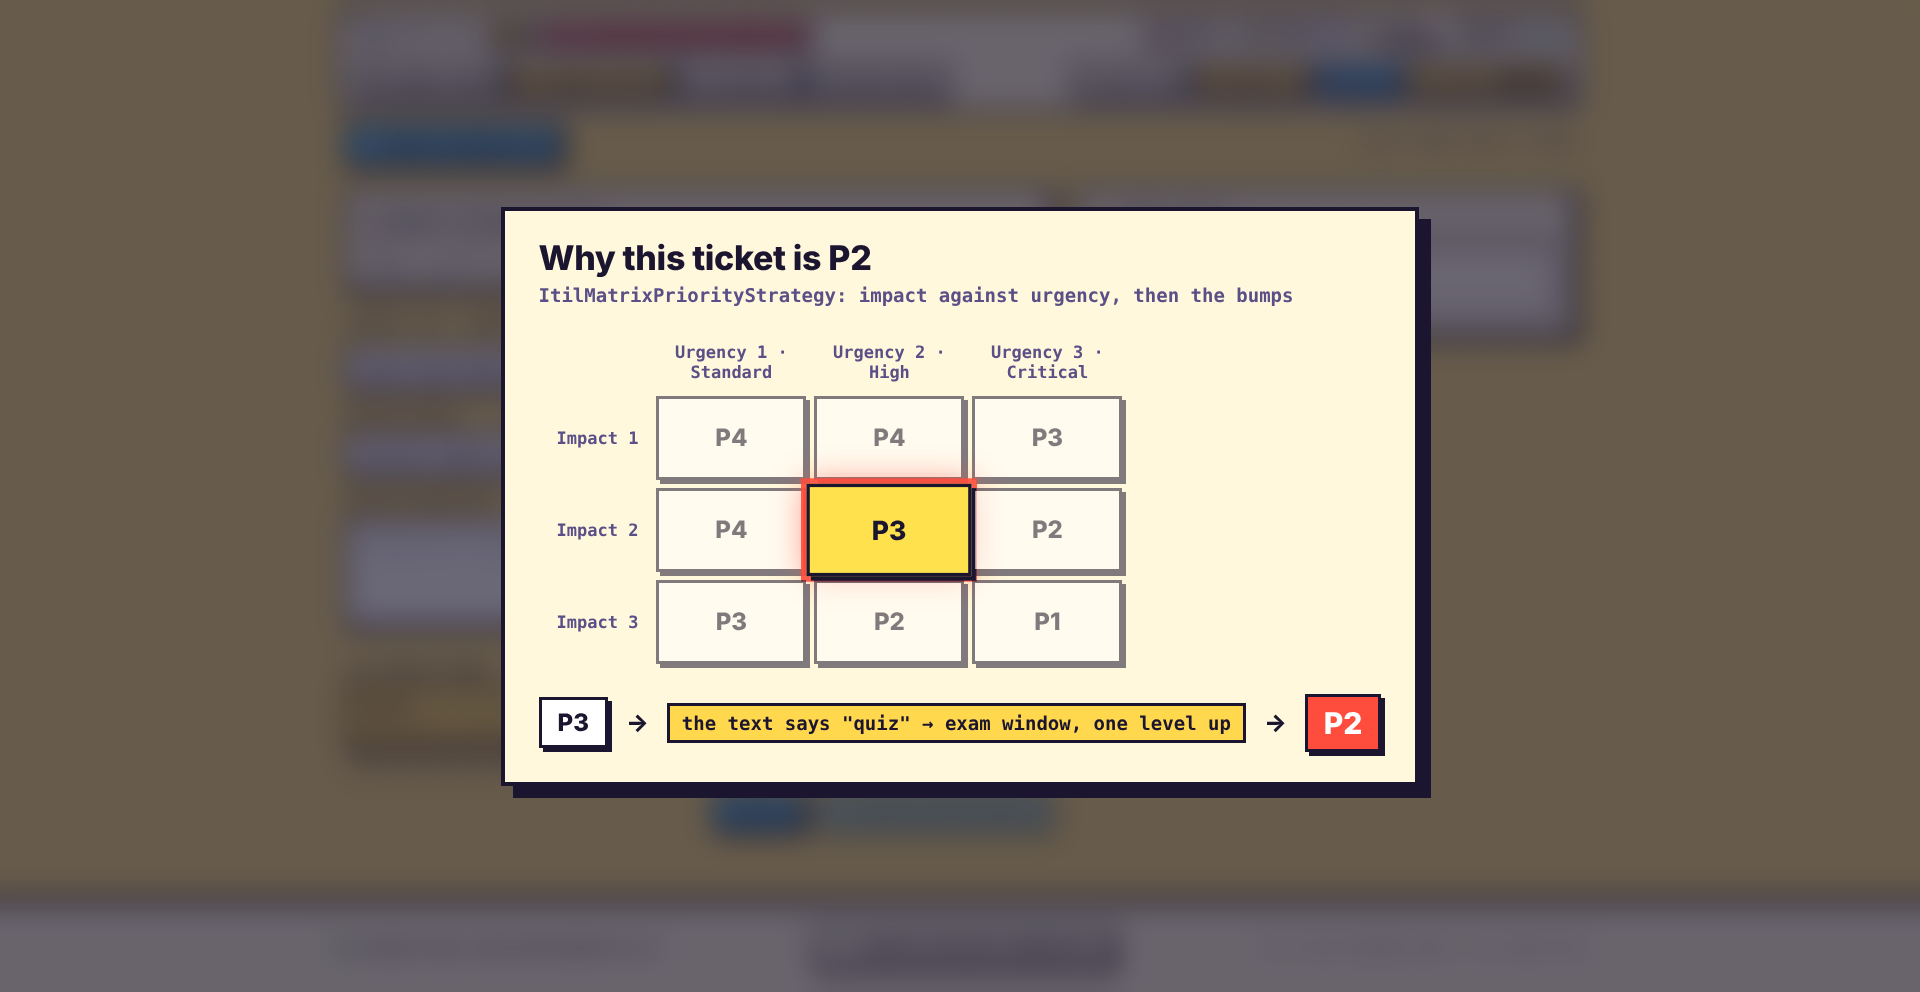 Why this ticket is P2
ItilMatrixPriorityStrategy: impact against urgency, then the bumps
Urgency 1 · Standard
Urgency 2 · High
Urgency 3 · Critical
Impact 1 P4 P4 P3
Impact 2 P4 P3 P2
Impact 3 P3 P2 P1
P3 → the text says "quiz" → exam window, one level up → P2